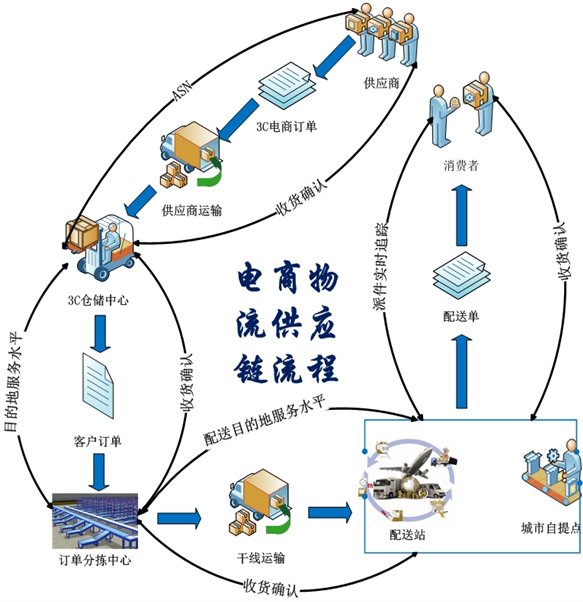 供应商
ASN
3C电商订单
消费者
供应商运输
收货确认
派件实时追踪
收货确认
3C仓储中心
电商物
流供应
链流程
配送单
目的地服务水平
收货确认
客户订单
配送目的地服务水平
订单分拣中心
干线运输
配送站
城市自提点
收货确认